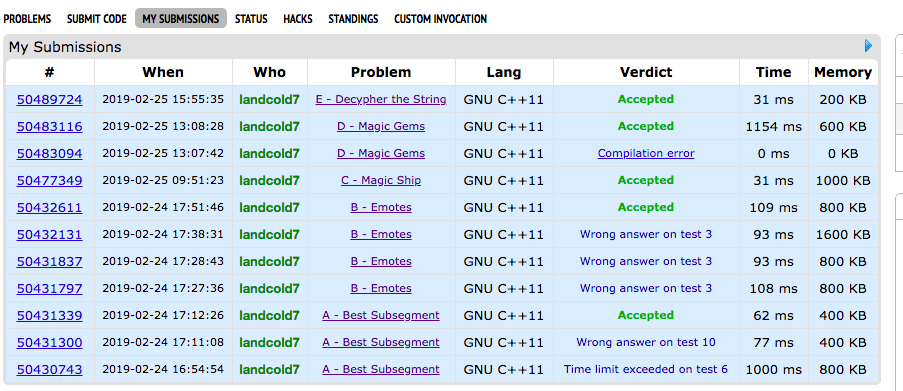 PROBLEMS SUBMIT CODE MY SUBMISSIONS STATUS HACKS STANDINGS CUSTOM INVOCATION
My Submissions
# When Who Problem Lang Verdict Time Memory
50489724 2019-02-25 15:55:35 landcold7 E - Decypher the String GNU C++11 Accepted 31 ms 200 KB
50483116 2019-02-25 13:08:28 landcold7 D - Magic Gems GNU C++11 Accepted 1154 ms 600 KB
50483094 2019-02-25 13:07:42 landcold7 D - Magic Gems GNU C++11 Compilation error 0 ms 0 KB
50477349 2019-02-25 09:51:23 landcold7 C - Magic Ship GNU C++11 Accepted 31 ms 1000 KB
50432611 2019-02-24 17:51:46 landcold7 B - Emotes GNU C++11 Accepted 109 ms 800 KB
50432131 2019-02-24 17:38:31 landcold7 B - Emotes GNU C++11 Wrong answer on test 3 93 ms 1600 KB
50431837 2019-02-24 17:28:43 landcold7 B - Emotes GNU C++11 Wrong answer on test 3 93 ms 800 KB
50431797 2019-02-24 17:27:36 landcold7 B - Emotes GNU C++11 Wrong answer on test 3 108 ms 800 KB
50431339 2019-02-24 17:12:26 landcold7 A - Best Subsegment GNU C++11 Accepted 62 ms 400 KB
50431300 2019-02-24 17:11:08 landcold7 A - Best Subsegment GNU C++11 Wrong answer on test 10 77 ms 400 KB
50430743 2019-02-24 16:54:54 landcold7 A - Best Subsegment GNU C++11 Time limit exceeded on test 6 1000 ms 800 KB